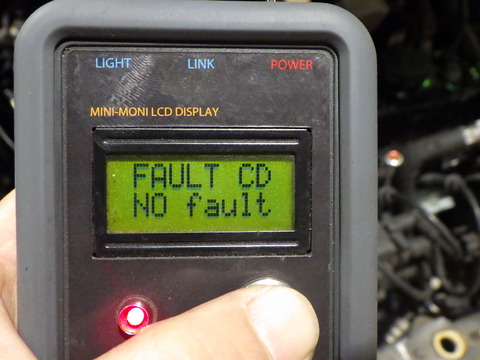 LIGHT LINK POWER
MINI-MONI LCD DISPLAY
FAULT CD
NO fault